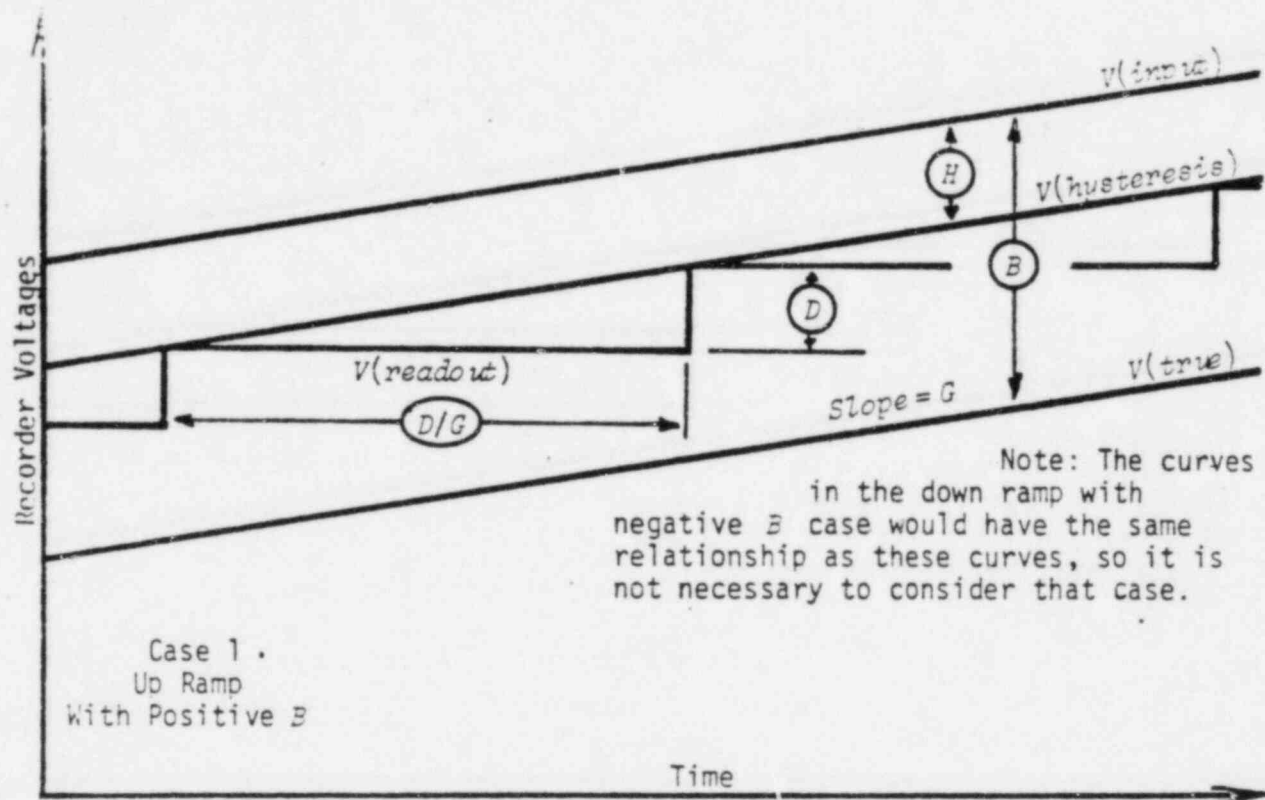 V(input)
H
V(husteresis)
Recorder Voltages
B
D
V(readout)
V(true)
D/G
Slope = G
Note: The curves
in the down ramp with
negative B case would have the same
relationship as these curves, so it is
not necessary to consider that case.
Case 1.
Up Ramp
With Positive B
Time